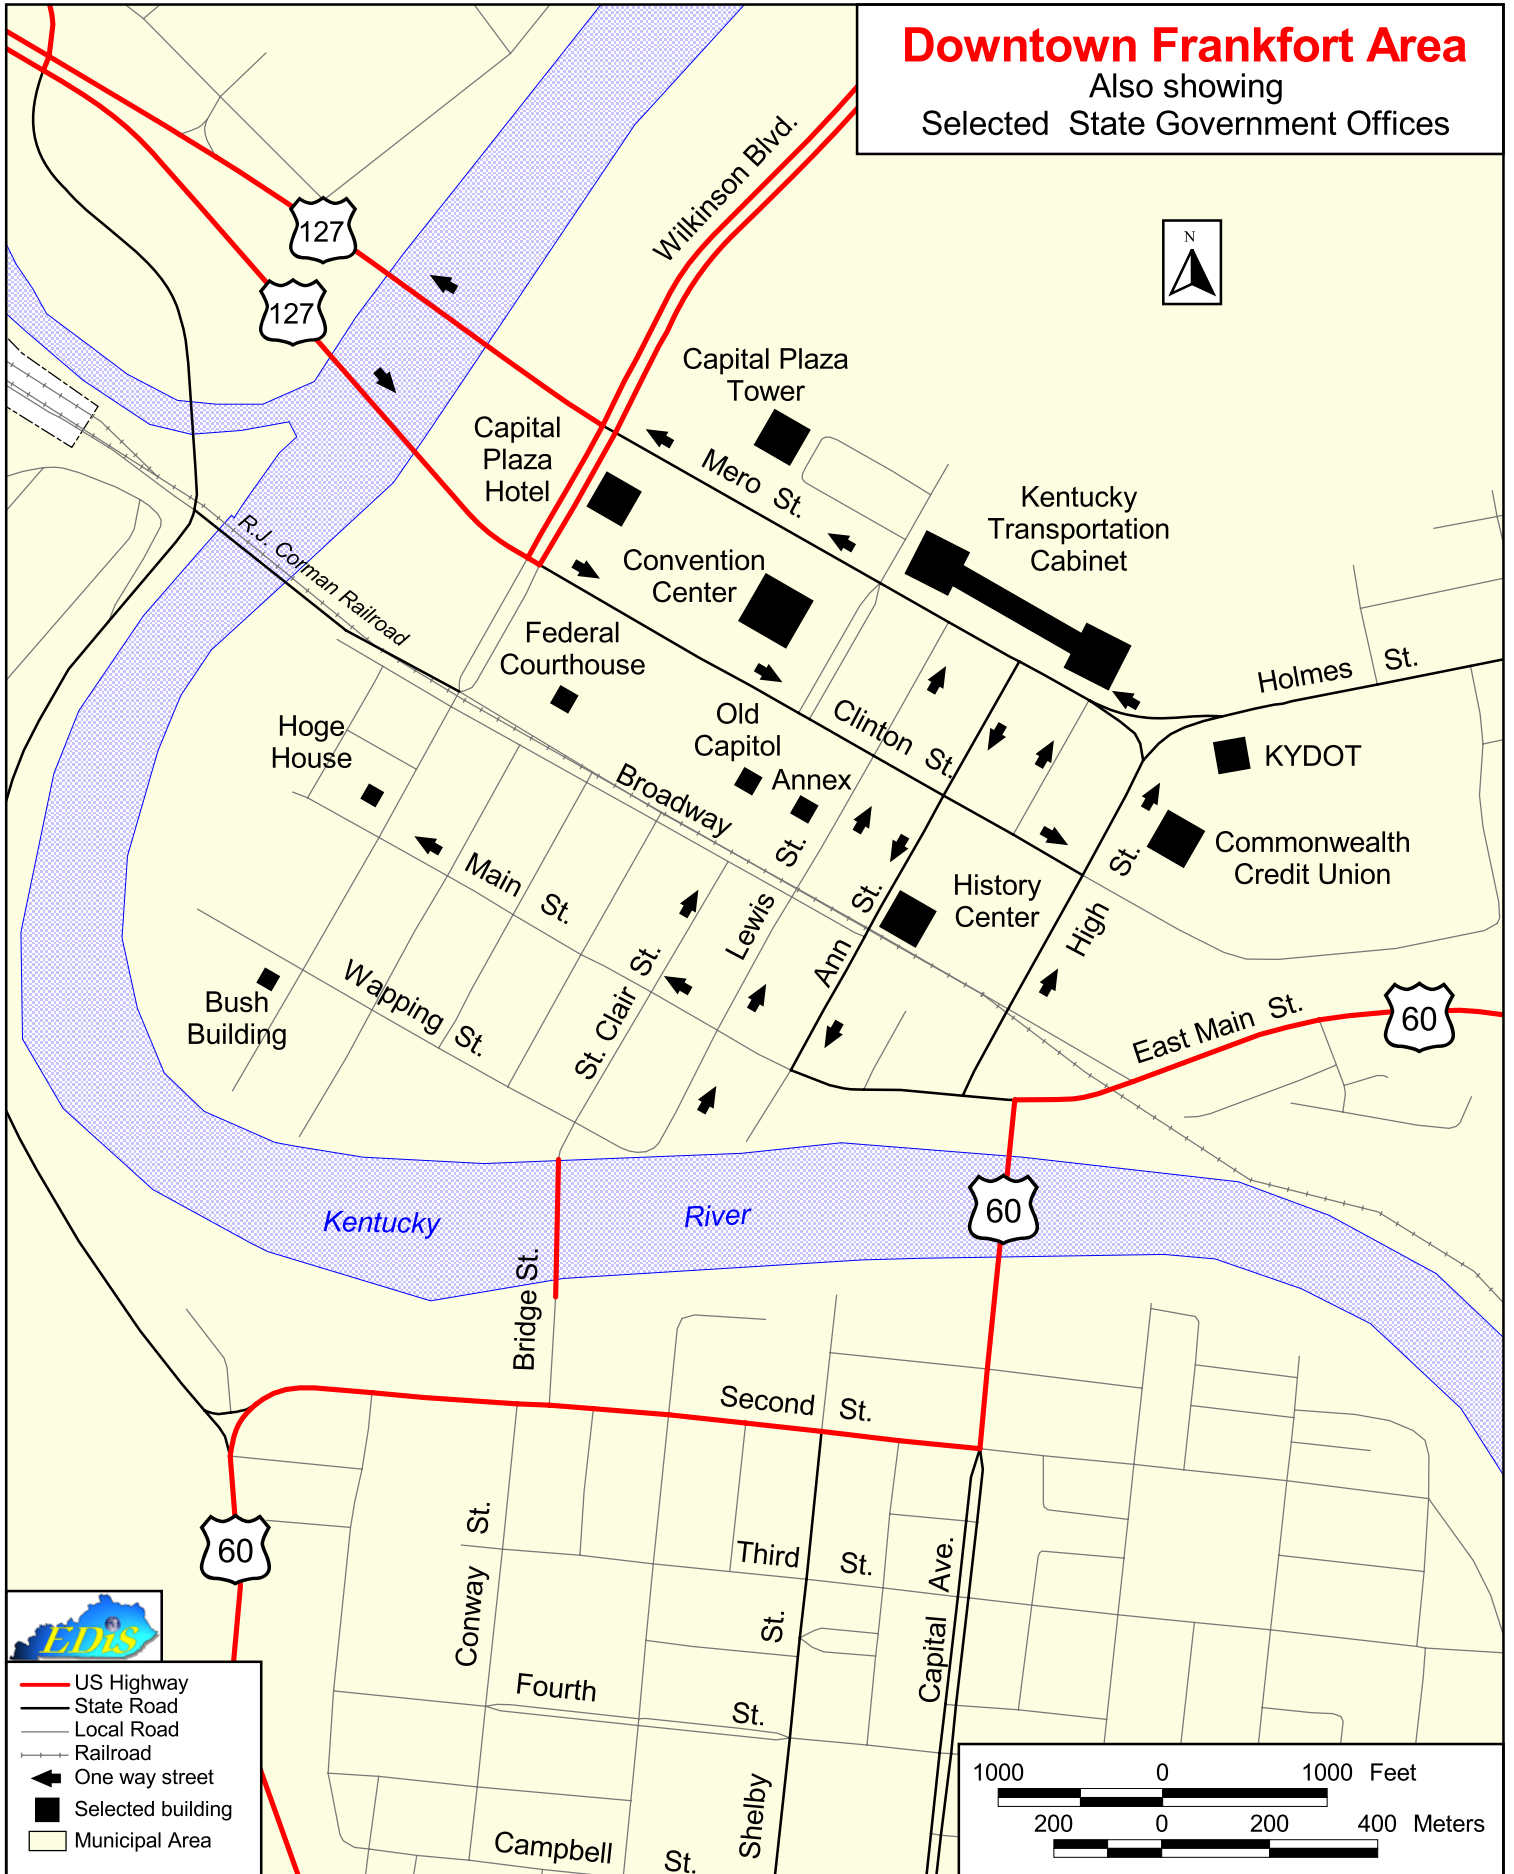 Downtown Frankfort Area
Also showing
Selected State Government Offices
Wilkinson Blvd.
127
N
127
Capital Plaza
Tower
Capital
Plaza
Hotel
Mero St.
Kentucky
Transportation
Cabinet
R.J. Corman Railroad
Convention
Center
Federal
Courthouse
Holmes St.
Hoge
House
Old
Capitol
Clinton St.
KYDOT
Annex
Broadway
Commonwealth
Credit Union
Main St.
Lewis St.
Ann St.
History
Center
High St.
St. Clair St.
Wapping St.
Bush
Building
East Main St.
60
60
Kentucky River
Bridge St.
Second St.
Conway St.
Third St.
Capital Ave.
60
EDiS
Fourth St.
Shelby St.
Campbell St.
US Highway
State Road
Local Road
Railroad
One way street
Selected building
Municipal Area
1000 0 1000 Feet
200 0 200 400 Meters